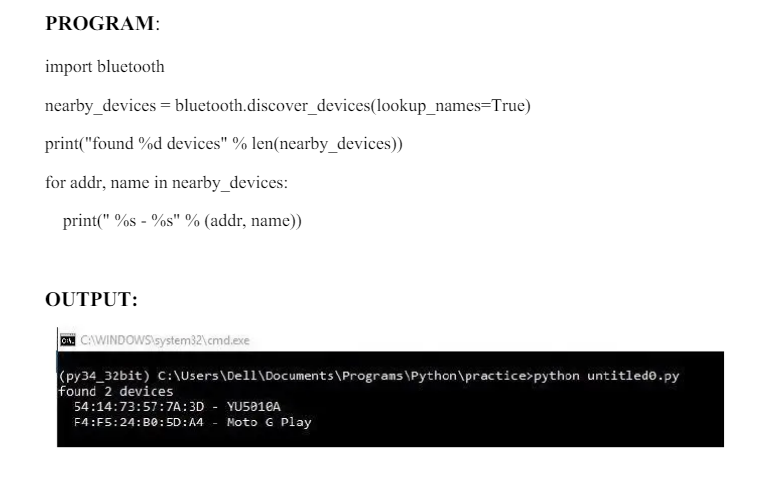 PROGRAM:
import bluetooth
nearby_devices = bluetooth.discover_devices(lookup_names=True)
print("found %d devices" % len(nearby_devices))
for addr, name in nearby_devices:
print(" %s - %s" % (addr, name))
OUTPUT:
C:\WINDOWS\system32\cmd.exe
(py34_32bit) C:\Users\Dell\Documents\Programs\Python\practice>python untitled0.py
found 2 devices
54:14:73:57:7A:3D - YU5010A
F4:F5:24:B0:5D:A4 - Moto G Play